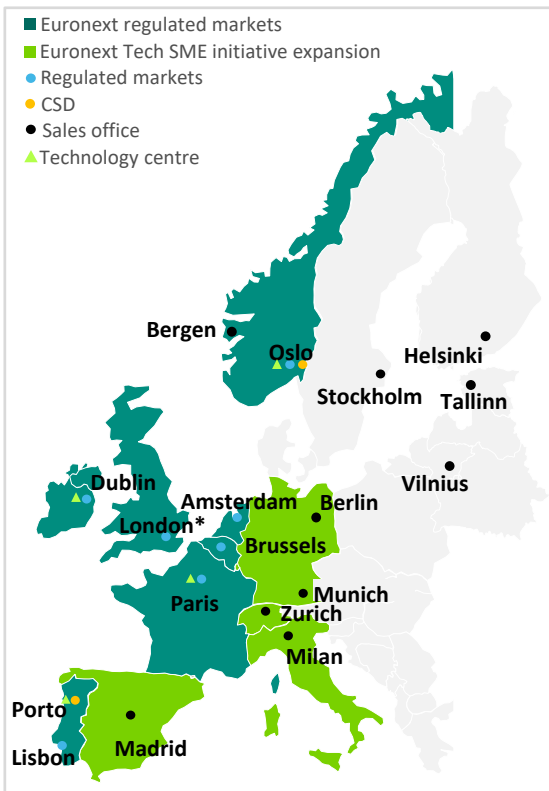 Euronext regulated markets
Euronext Tech SME initiative expansion
Regulated markets
CSD
Sales office
Technology centre
Bergen
Oslo
Helsinki
Stockholm
Tallinn
Vilnius
Dublin
Amsterdam
Berlin
London*
Brussels
Munich
Paris
Zurich
Milan
Porto
Madrid
Lisbon